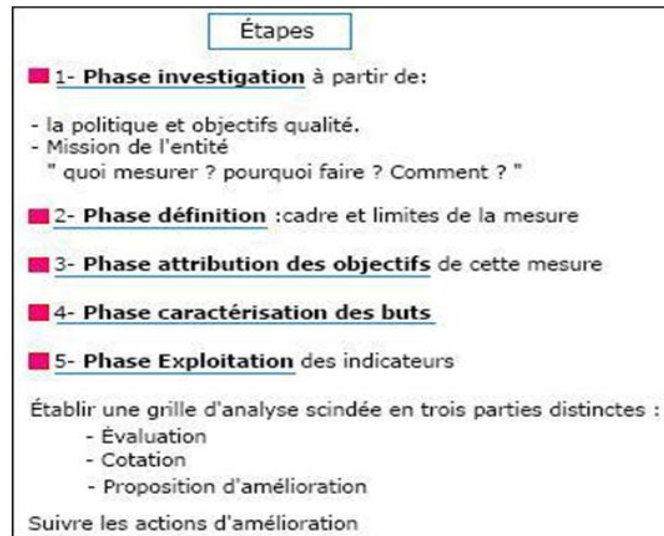 Étapes
1- Phase investigation à partir de:
- la politique et objectifs qualité.
- Mission de l'entité
" quoi mesurer ? pourquoi faire ? Comment ? "
2- Phase définition :cadre et limites de la mesure
3- Phase attribution des objectifs de cette mesure
4- Phase caractérisation des buts
5- Phase Exploitation des indicateurs
Établir une grille d'analyse scindée en trois parties distinctes :
- Évaluation
- Cotation
- Proposition d'amélioration
Suivre les actions d'amélioration